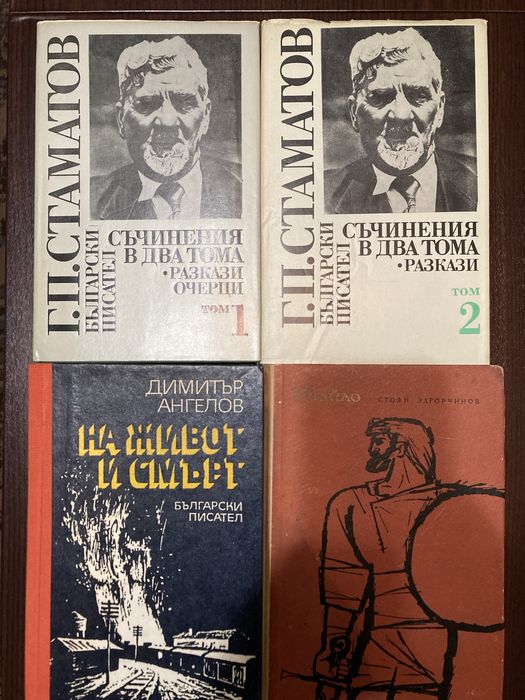 Г.П.СТАМАТОВ
БЪЛГАРСКИ
ПИСАТЕЛ
СЪЧИНЕНИЯ
В ДВА ТОМА
•РАЗКАЗИ
ОЧЕРЦИ
ТОМ 1
Г.П.СТАМАТОВ
БЪЛГАРСКИ
ПИСАТЕЛ
СЪЧИНЕНИЯ
В ДВА ТОМА
•РАЗКАЗИ
ТОМ
2
ДИМИТЪР
АНГЕЛОВ
НА ЖИВОТ
И СМЪРТ
БЪЛГАРСКИ
ПИСАТЕЛ
ИВАЙЛО
СТОЯН ЗАГОРЧИНОВ